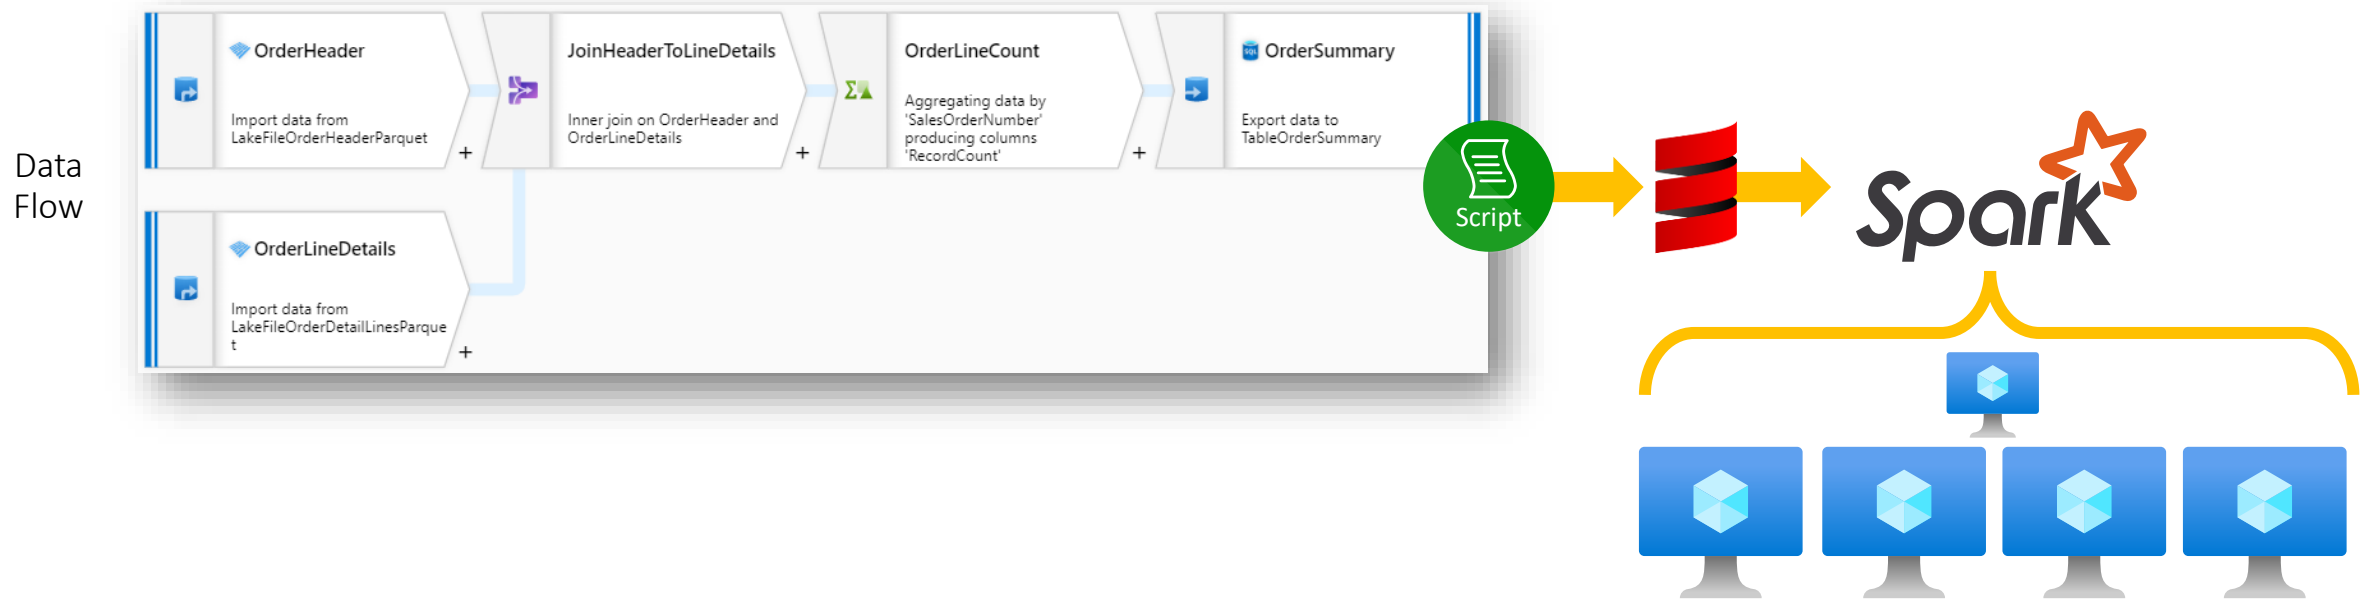 Data
Flow
OrderHeader
Import data from
LakeFileOrderHeaderParquet
+
JoinHeaderToLineDetails
Inner join on OrderHeader and
OrderLineDetails
+
OrderLineCount
Aggregating data by
'SalesOrderNumber'
producing columns
'RecordCount'
+
SQL
OrderSummary
Export data to
TableOrderSummary
OrderLineDetails
Import data from
LakeFileOrderDetailLinesParque
t
+
Script
Spark